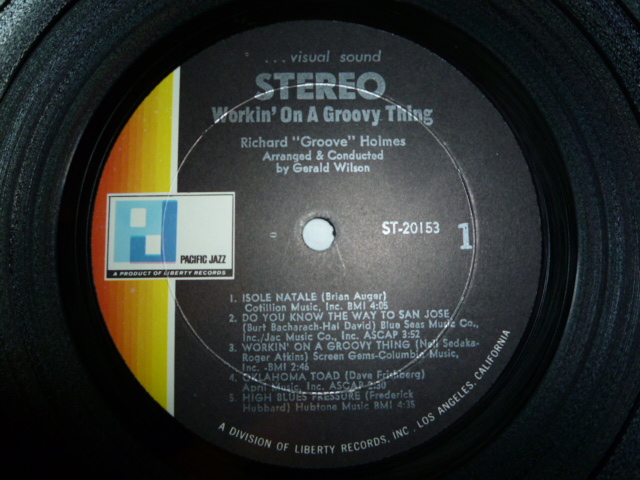 ...visual sound
STEREO
Workin' On A Groovy Thing
Richard "Groove" Holmes
Arranged & Conducted
by Gerald Wilson
PJ
PACIFIC JAZZ
A PRODUCT OF LIBERTY RECORDS
ST-20153
1
1. ISOLE NATALE (Brian Auger)
Cotillion Music, Inc. BMI 4:05
2. DO YOU KNOW THE WAY TO SAN JOSE
(Burt Bacharach-Hal David) Blue Seas Music Co.,
Inc./Jac Music Co., Inc. ASCAP 3:52
3. WORKIN' ON A GROOVY THING (Neil Sedaka-
Roger Atkins) Screen Gems-Columbia Music,
Inc. -BMI 2:46
4. OKLAHOMA TOAD (Dave Frishberg)
April Music, Inc. ASCAP 2:30
5. HIGH BLUES PRESSURE (Frederick
Hubbard) Hubtone Music BMI 4:35
A DIVISION OF LIBERTY RECORDS, INC. LOS ANGELES, CALIFORNIA